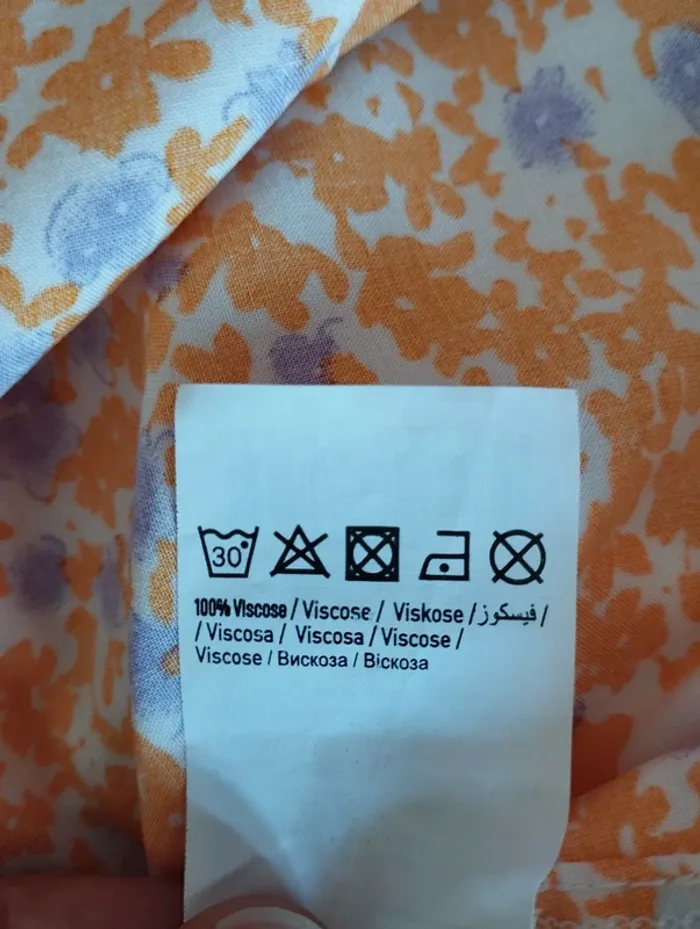 30°
100% Viscose / Viscose / Viskose / فيسكوز /
/ Viscosa / Viscosa / Viscose /
Viscose / Вискоза / Віскоза